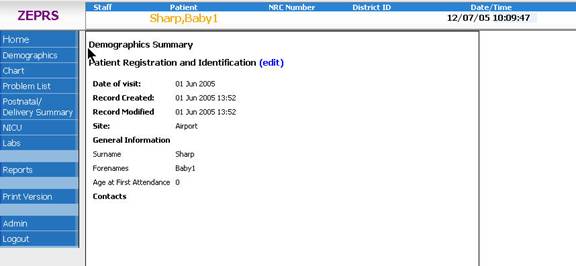 ZEPRS
Staff Patient NRC Number District ID Date/Time
Sharp,Baby1 12/07/05 10:09:47
Home
Demographics
Chart
Problem List
Postnatal/
Delivery Summary
NICU
Labs
Reports
Print Version
Admin
Logout
Demographics Summary
Patient Registration and Identification (edit)
Date of visit: 01 Jun 2005
Record Created: 01 Jun 2005 13:52
Record Modified 01 Jun 2005 13:52
Site: Airport
General Information
Surname Sharp
Forenames Baby1
Age at First Attendance 0
Contacts